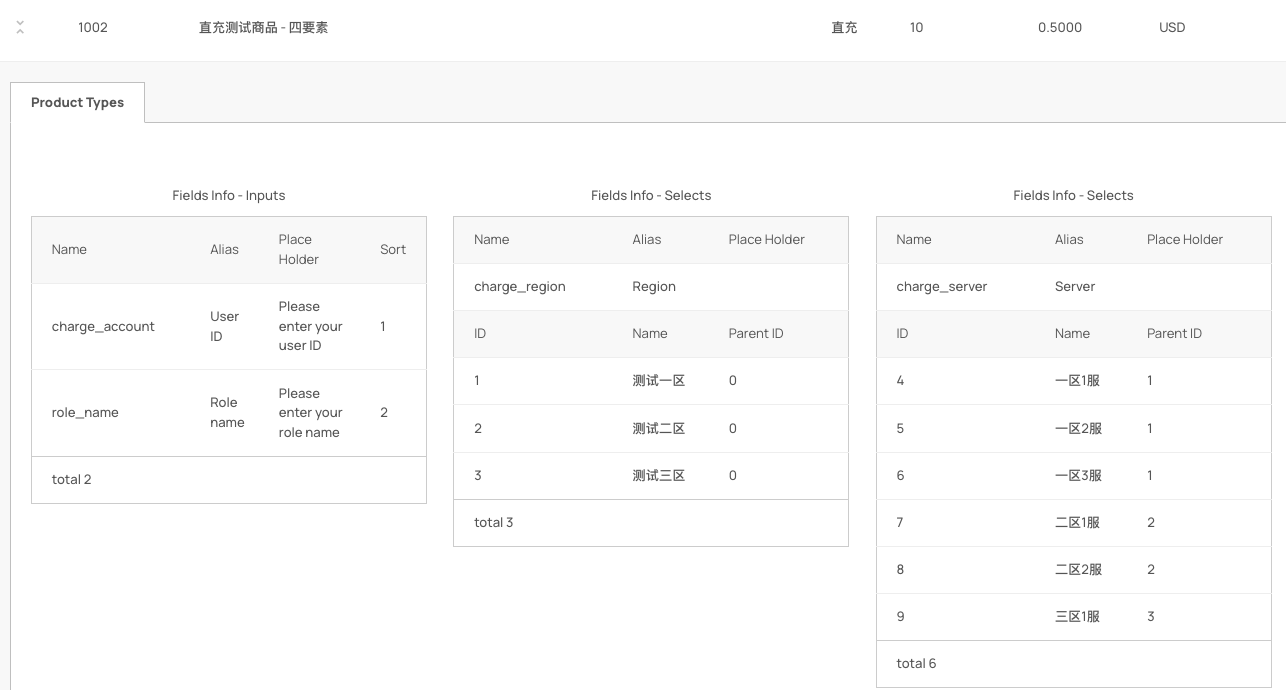 1002 直充测试商品 - 四要素 直充 10 0.5000 USD
Product Types
Fields Info - Inputs
Name Alias Place Holder Sort
charge_account User ID Please enter your user ID 1
role_name Role name Please enter your role name 2
total 2
Fields Info - Selects
Name Alias Place Holder
charge_region Region
ID Name Parent ID
1 测试一区 0
2 测试二区 0
3 测试三区 0
total 3
Fields Info - Selects
Name Alias Place Holder
charge_server Server
ID Name Parent ID
4 一区1服 1
5 一区2服 1
6 一区3服 1
7 二区1服 2
8 二区2服 2
9 三区1服 3
total 6